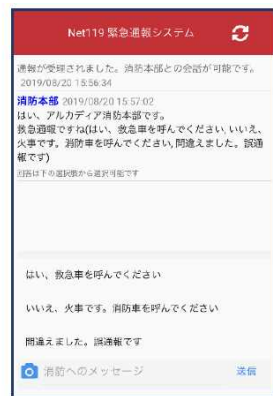 Net119 緊急通報システム
通報が受理されました。消防本部との会話が可能です。
2019/08/20 15:56:34
消防本部 2019/08/20 15:57:02
はい、アルカディア消防本部です。
救急通報ですね(はい、救急車を呼んでください, いいえ、
火事です。消防車を呼んでください, 間違えました。誤通
報です)
回答は下の選択肢から選択可能です
はい、救急車を呼んでください
いいえ、火事です。消防車を呼んでください
間違えました。誤通報です
消防へのメッセージ 送信